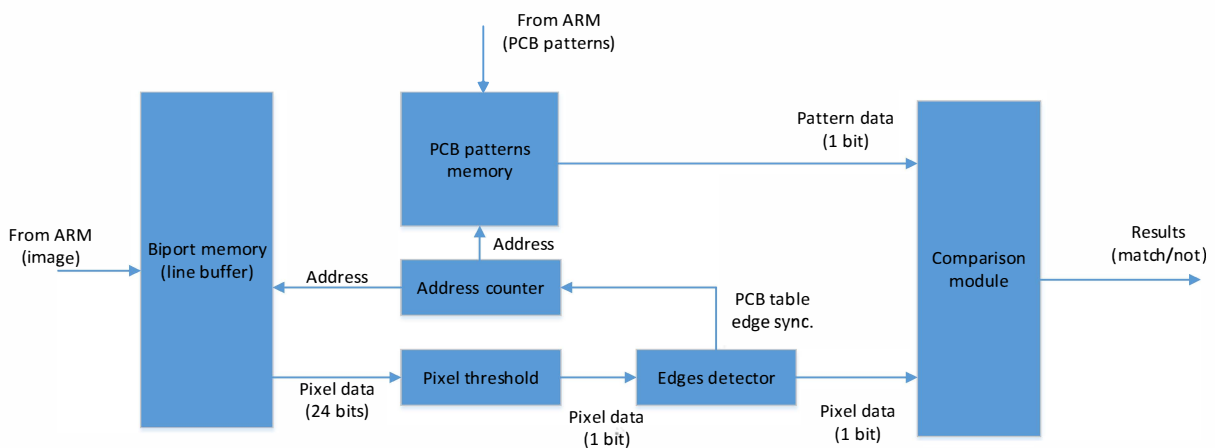 From ARM
(PCB patterns)
PCB patterns
memory
Pattern data
(1 bit)
From ARM
(image)
Biport memory
(line buffer)
Address
Address
Address counter
PCB table
edge sync.
Comparison
module
Results
(match/not)
Pixel data
(24 bits)
Pixel threshold
Pixel data
(1 bit)
Edges detector
Pixel data
(1 bit)